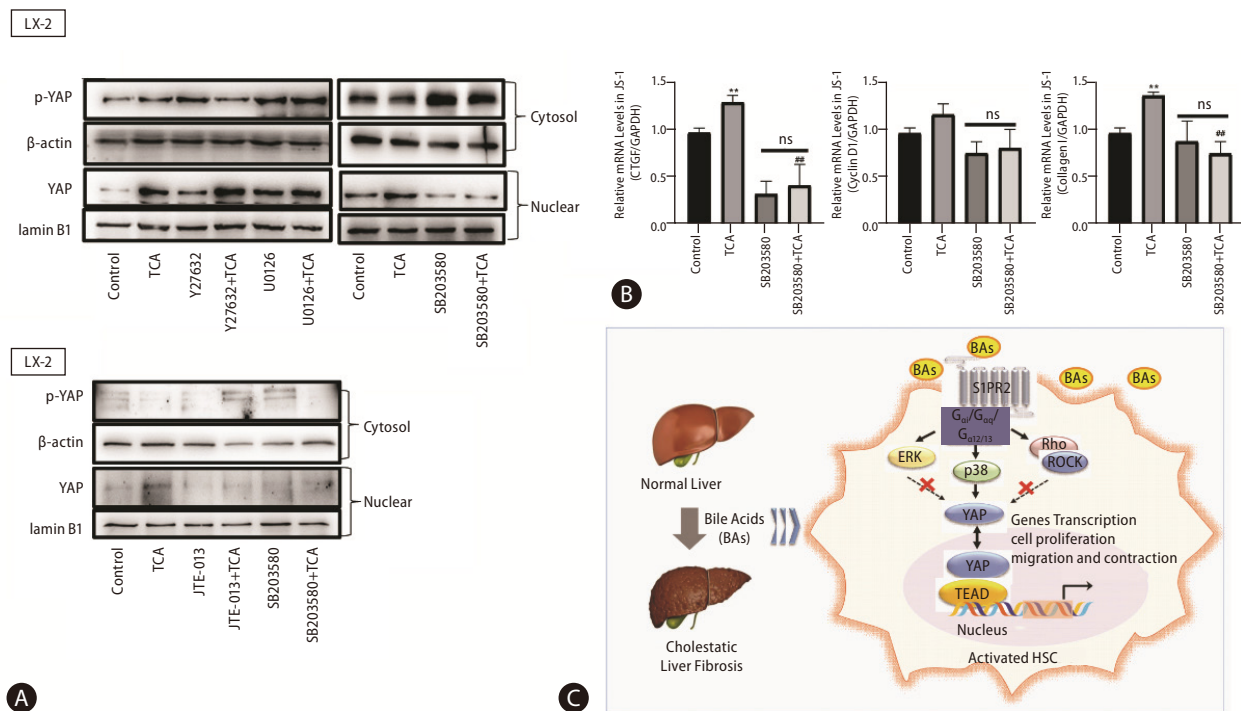 LX-2
p-YAP
β-actin
YAP
lamin B1
Cytosol
Nuclear
Control
TCA
Y27632
Y27632+TCA
U0126
U0126+TCA
Control
TCA
SB203580
SB203580+TCA
LX-2
p-YAP
β-actin
YAP
lamin B1
Cytosol
Nuclear
Control
TCA
JTE-013
JTE-013+TCA
SB203580
SB203580+TCA
A
Relative mRNA Levels in JS-1
(CTGF/GAPDH)
1.5
1.0
0.5
0.0
**
ns
##
Control
TCA
SB203580
SB203580+TCA
Relative mRNA Levels in JS-1
(Cyclin D1/GAPDH)
1.5
1.0
0.5
0.0
ns
Control
TCA
SB203580
SB203580+TCA
Relative mRNA Levels in JS-1
(Collagen I/GAPDH)
1.5
1.0
0.5
0.0
**
ns
##
Control
TCA
SB203580
SB203580+TCA
B
BAs
BAs
BAs
BAs
S1PR2
Gαi/Gαq/
Gα12/13
ERK
p38
Rho
ROCK
YAP
Genes Transcription
cell proliferation
migration and contraction
YAP
TEAD
Nucleus
Activated HSC
Normal Liver
Bile Acids
(BAs)
Cholestatic
Liver Fibrosis
C